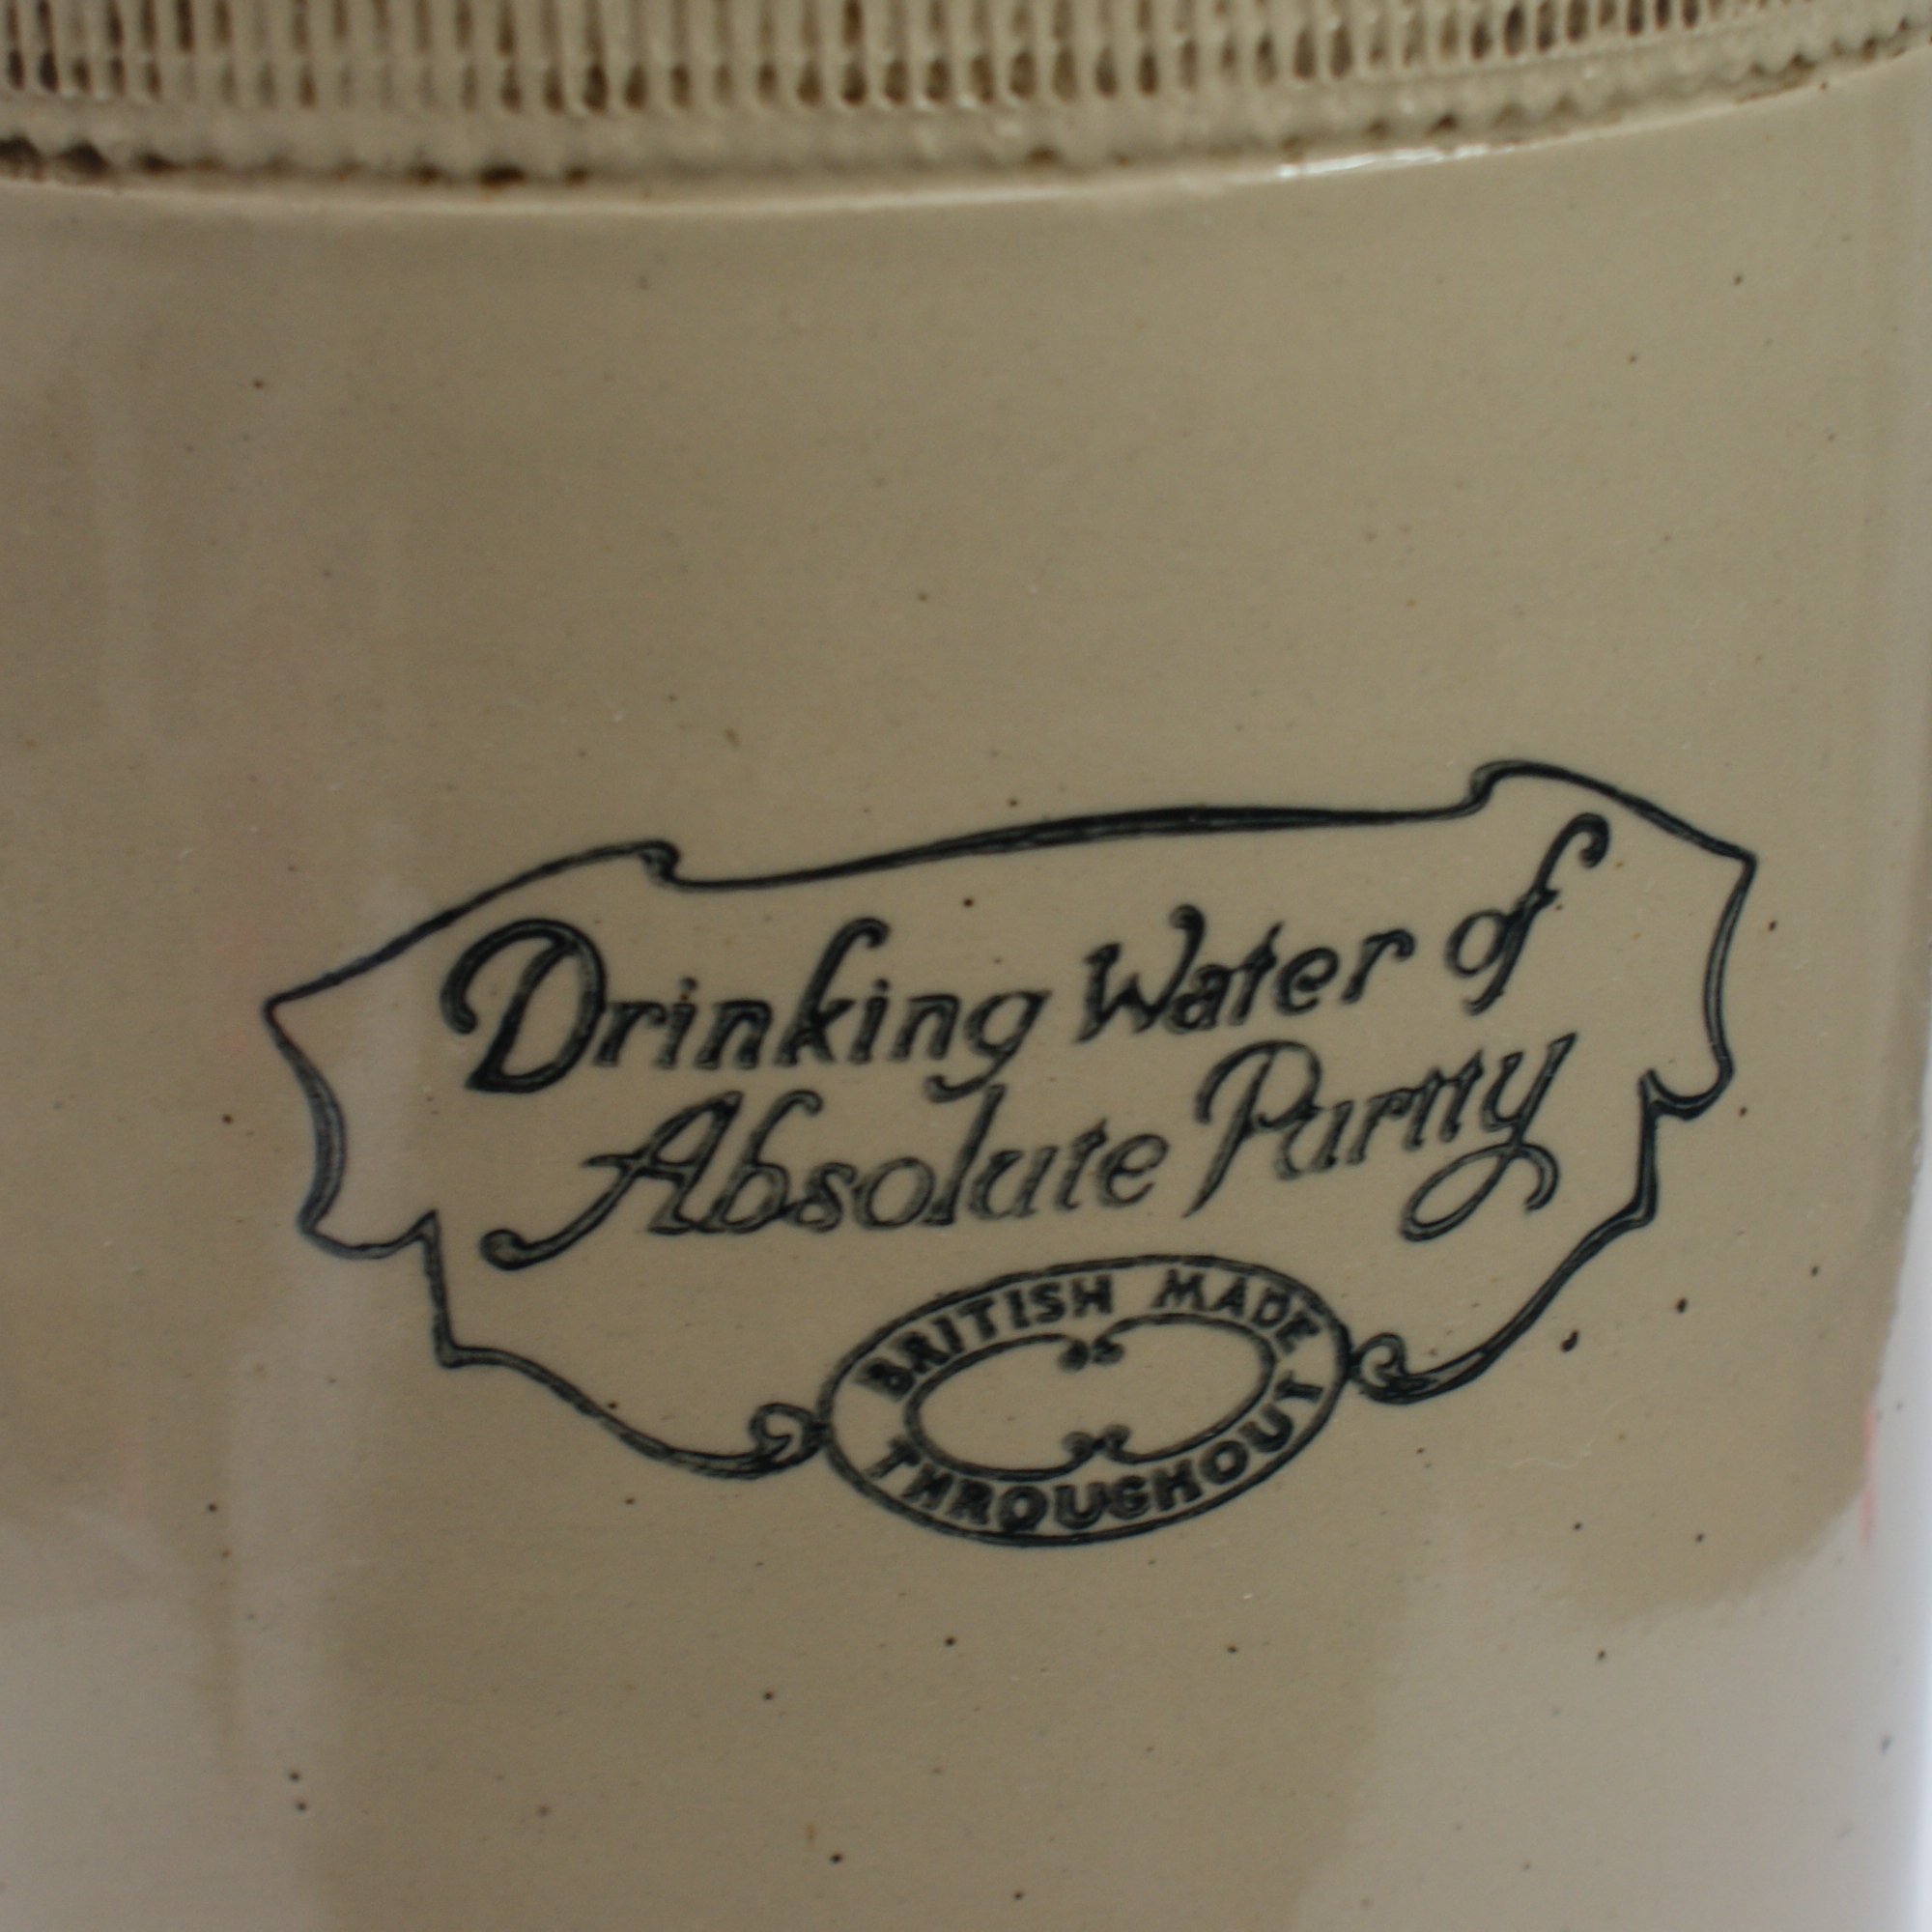 Drinking Water of
Absolute Purity
BRITISH MADE
THROUGHOUT